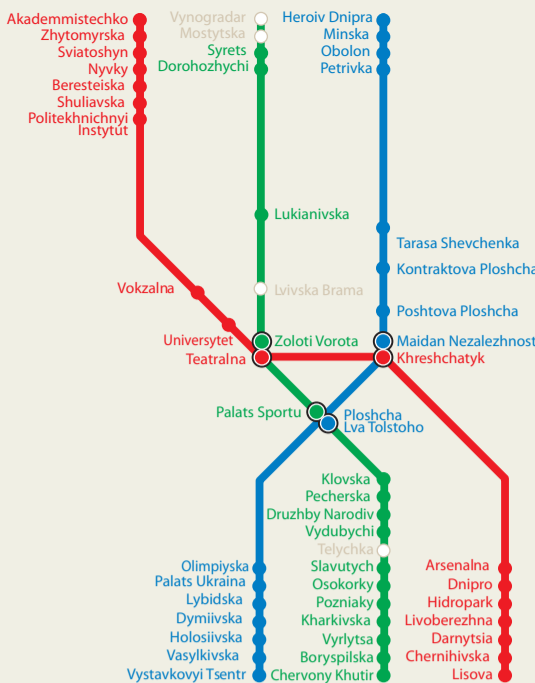 Akademmistechko
Zhytomyrska
Sviatoshyn
Nyvky
Beresteiska
Shuliavska
Politekhnichnyi
Instytut
Vokzalna
Universytet
Teatralna
Khreshchatyk
Arsenalna
Dnipro
Hidropark
Livoberezhna
Darnytsia
Chernihivska
Lisova
Vynogradar
Mostytska
Syrets
Dorohozhychi
Lukianivska
Lvivska Brama
Zoloti Vorota
Palats Sportu
Klovska
Pecherska
Druzhby Narodiv
Vydubychi
Telychka
Slavutych
Osokorky
Pozniaky
Kharkivska
Vyrlytsa
Boryspilska
Chervony Khutir
Heroiv Dnipra
Minska
Obolon
Petrivka
Tarasa Shevchenka
Kontraktova Ploshcha
Poshtova Ploshcha
Maidan Nezalezhnost
Ploshcha
Lva Tolstoho
Olimpiyska
Palats Ukraina
Lybidska
Dymiivska
Holosiivska
Vasylkivska
Vystavkovyi Tsentr